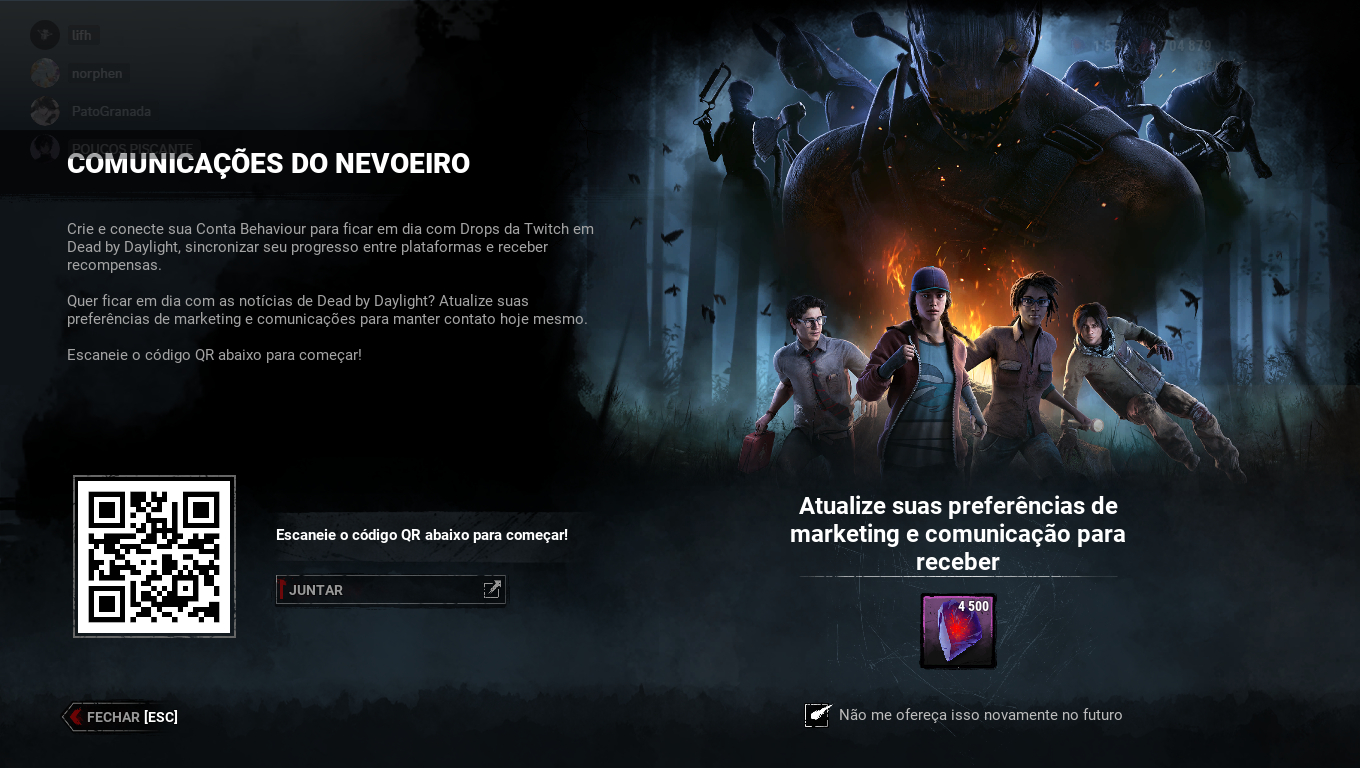 lifh
norphen
PatoGranada
POUCOS PISCANTE
COMUNICAÇÕES DO NEVOEIRO
Crie e conecte sua Conta Behaviour para ficar em dia com Drops da Twitch em
Dead by Daylight, sincronizar seu progresso entre plataformas e receber
recompensas.
Quer ficar em dia com as notícias de Dead by Daylight? Atualize suas
preferências de marketing e comunicações para manter contato hoje mesmo.
Escaneie o código QR abaixo para começar!
Escaneie o código QR abaixo para começar!
JUNTAR
Atualize suas preferências de
marketing e comunicação para
receber
4 500
FECHAR [ESC]
Não me ofereça isso novamente no futuro